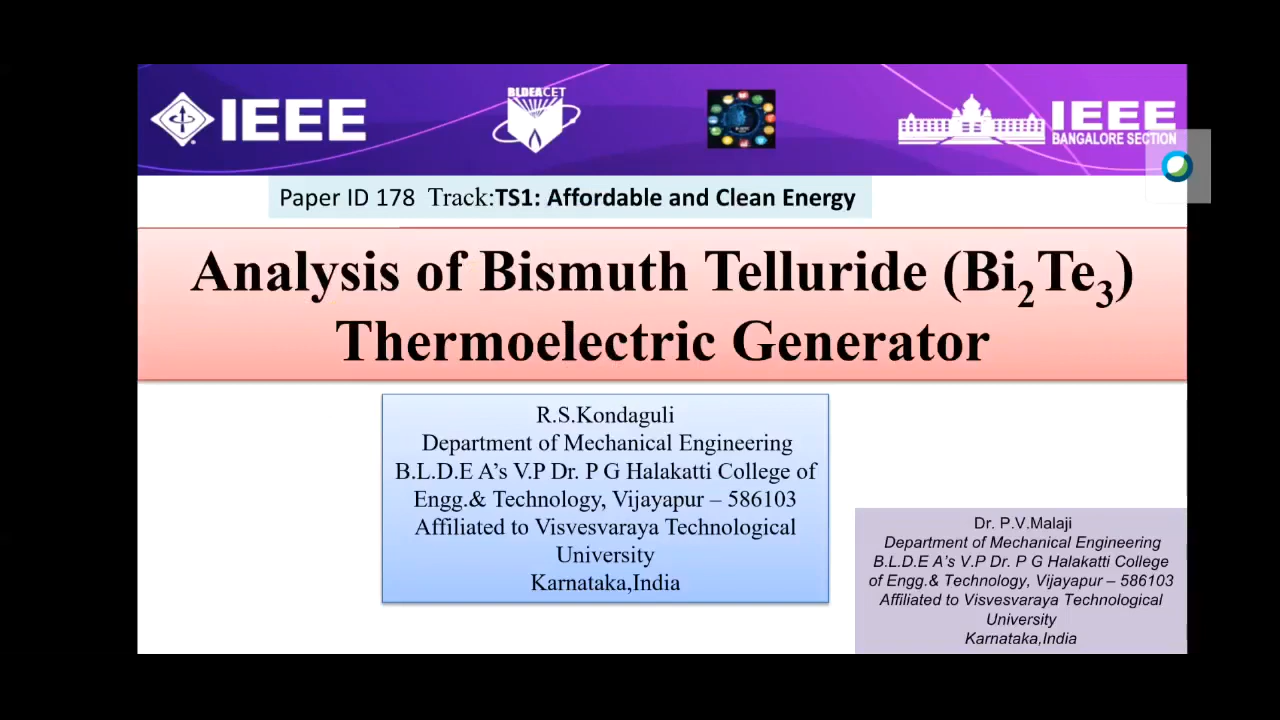 IEEE
BLDEACET
IEEE
BANGALORE SECTION
Paper ID 178 Track:TS1: Affordable and Clean Energy
Analysis of Bismuth Telluride (Bi₂Te₃)
Thermoelectric Generator
R.S.Kondaguli
Department of Mechanical Engineering
B.L.D.E A’s V.P Dr. P G Halakatti College of
Engg.& Technology, Vijayapur – 586103
Affiliated to Visvesvaraya Technological
University
Karnataka,India
Dr. P.V.Malaji
Department of Mechanical Engineering
B.L.D.E A’s V.P Dr. P G Halakatti College
of Engg.& Technology, Vijayapur – 586103
Affiliated to Visvesvaraya Technological
University
Karnataka,India